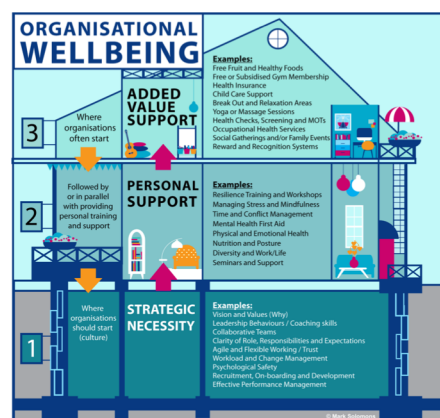 ORGANISATIONAL
WELLBEING
3
Where
organisations
often start
ADDED
VALUE
SUPPORT
Examples:
Free Fruit and Healthy Foods
Free or Subsidised Gym Membership
Health Insurance
Child Care Support
Break Out and Relaxation Areas
Yoga or Massage Sessions
Health Checks, Screening and MOTs
Occupational Health Services
Social Gatherings and/or Family Events
Reward and Recognition Systems
2
Followed by
or in parallel
with providing
personal training
and support
PERSONAL
SUPPORT
Examples:
Resilience Training and Workshops
Managing Stress and Mindfulness
Time and Conflict Management
Mental Health First Aid
Physical and Emotional Health
Nutrition and Posture
Diversity and Work/Life
Seminars and Support
1
Where
organisations
should start
(culture)
STRATEGIC
NECESSITY
Examples:
Vision and Values (Why)
Leadership Behaviours / Coaching skills
Collaborative Teams
Clarity of Role, Responsibilities and Expectations
Agile and Flexible Working / Trust
Workload and Change Management
Psychological Safety
Recruitment, On-boarding and Development
Effective Performance Management
© Mark Solomons